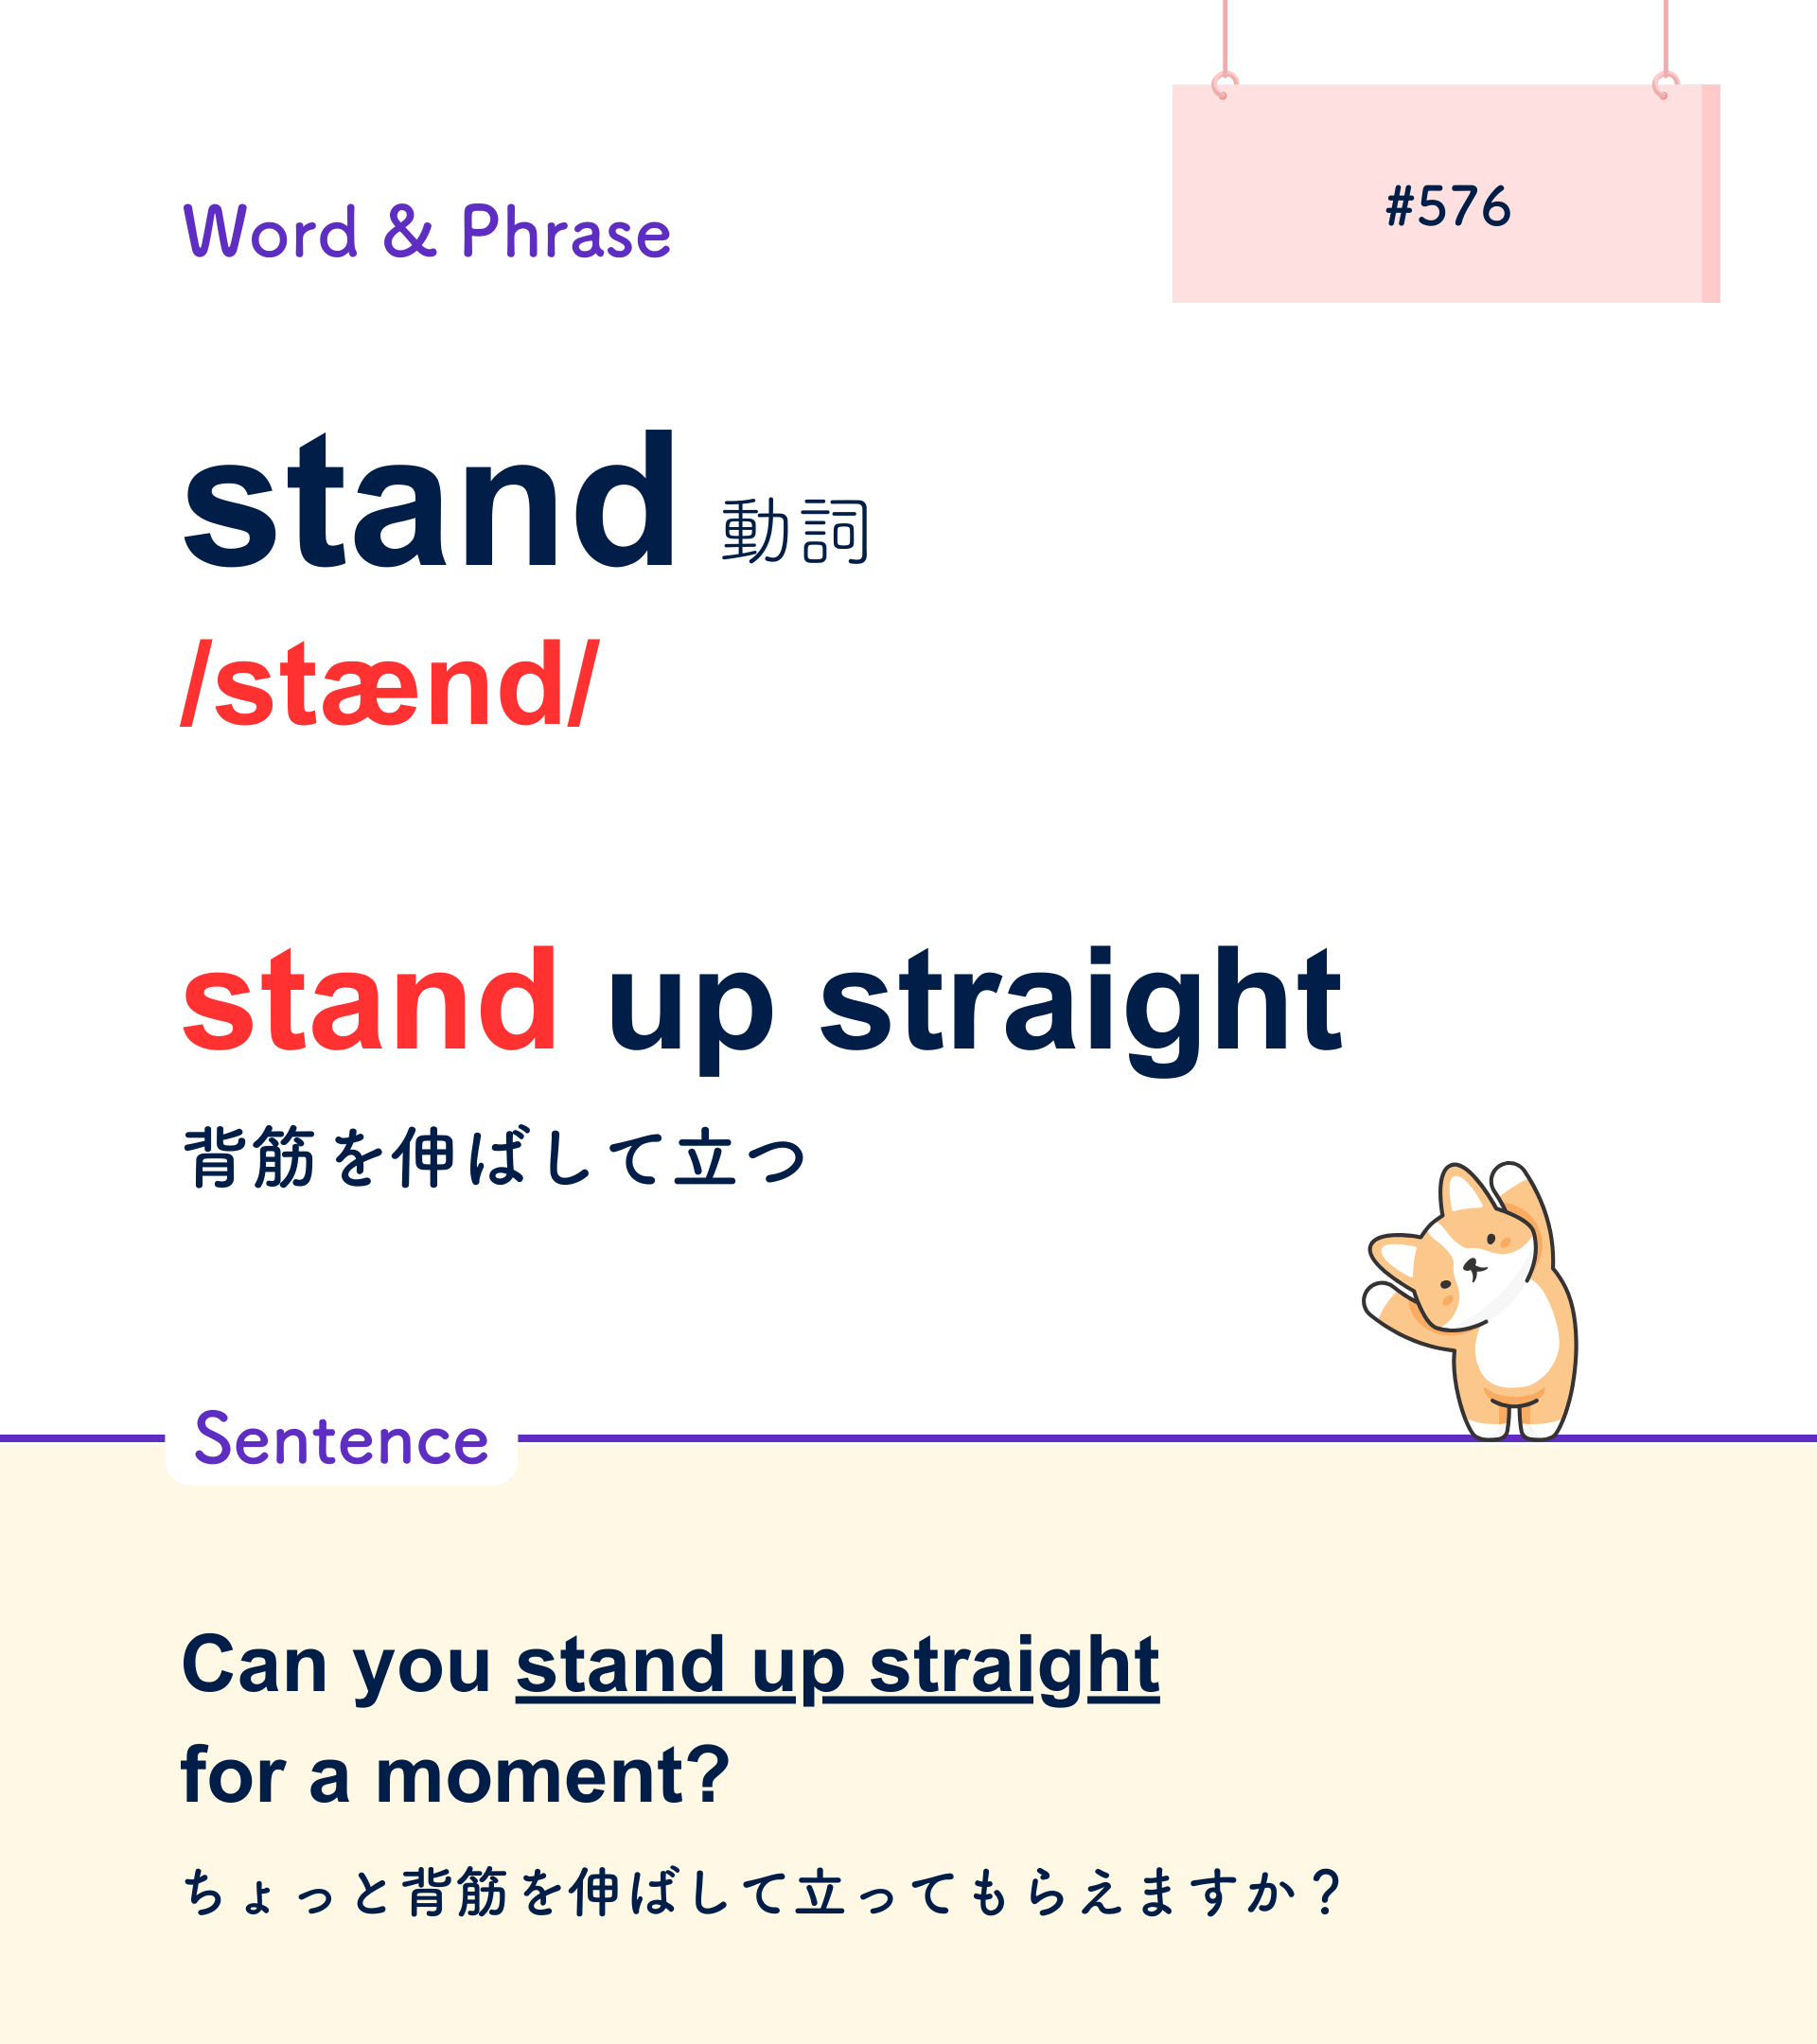 #576
Word & Phrase
stand 動詞
/stænd/
stand up straight
背筋を伸ばして立つ
Sentence
Can you stand up straight
for a moment?
ちょっと背筋を伸ばして立ってもらえますか？